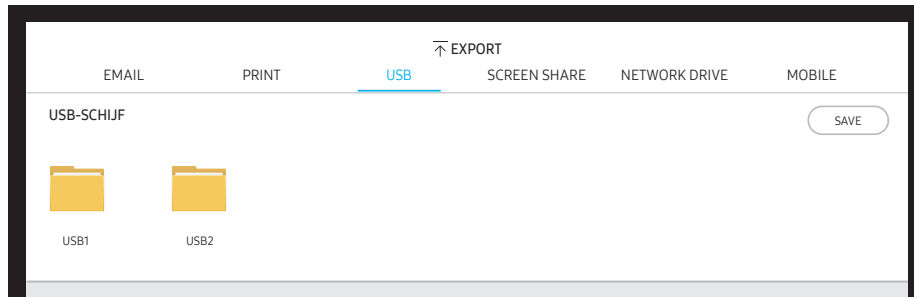 EXPORT
EMAIL PRINT USB SCREEN SHARE NETWORK DRIVE MOBILE
USB-SCHIJF SAVE
USB1 USB2